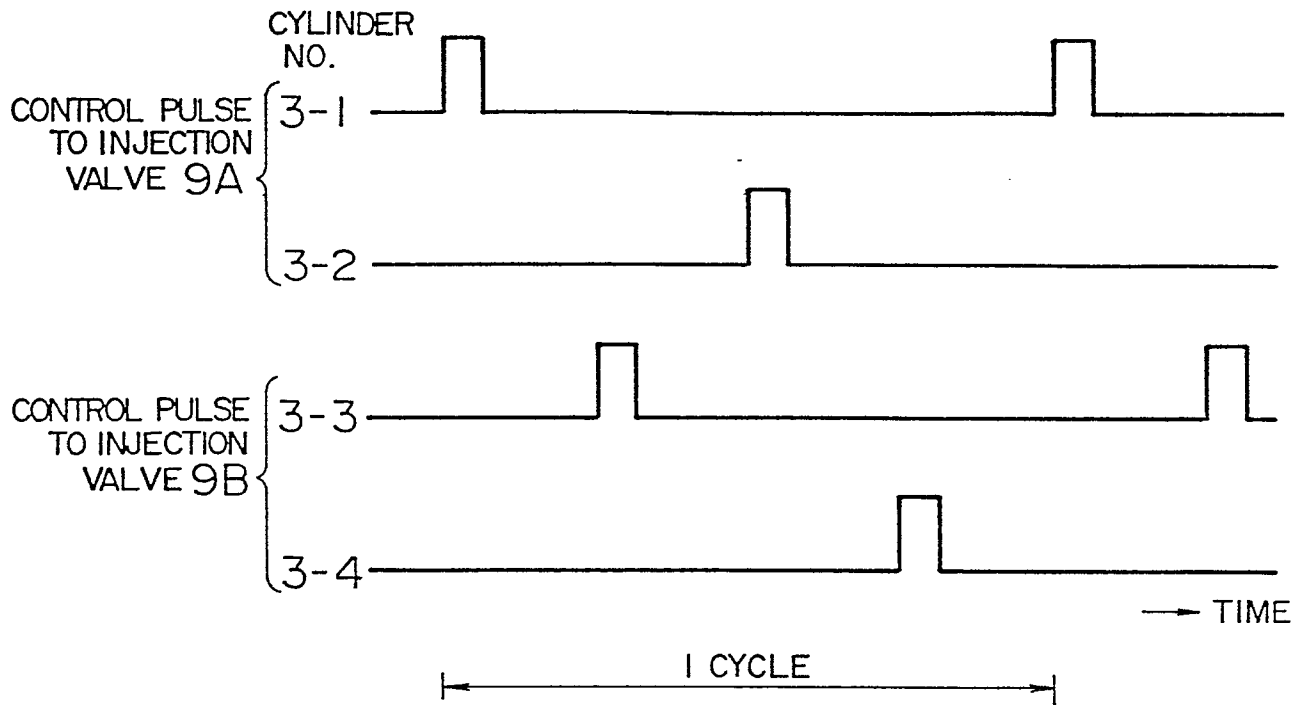 CYLINDER
NO.
CONTROL PULSE
TO INJECTION
VALVE 9A
3-1
3-2
CONTROL PULSE
TO INJECTION
VALVE 9B
3-3
3-4
TIME
1 CYCLE